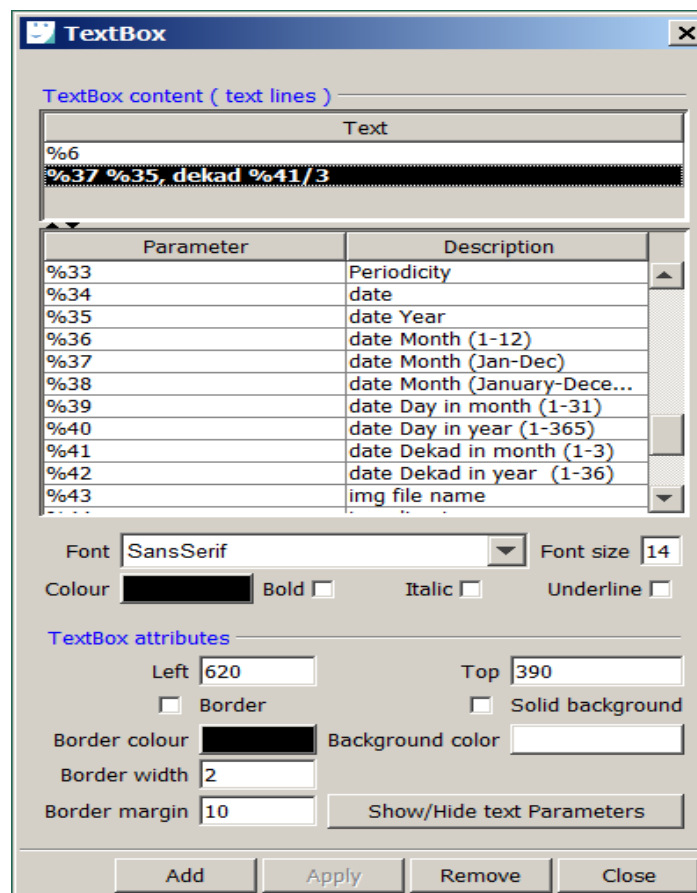 TextBox
TextBox content ( text lines )
Text
%6
%37 %35, dekad %41/3
Parameter Description
%33 Periodicity
%34 date
%35 date Year
%36 date Month (1-12)
%37 date Month (Jan-Dec)
%38 date Month (January-Dece...
%39 date Day in month (1-31)
%40 date Day in year (1-365)
%41 date Dekad in month (1-3)
%42 date Dekad in year (1-36)
%43 img file name
Font SansSerif Font size 14
Colour Bold Italic Underline
TextBox attributes
Left 620 Top 390
Border Solid background
Border colour Background color
Border width 2
Border margin 10 Show/Hide text Parameters
Add Apply Remove Close